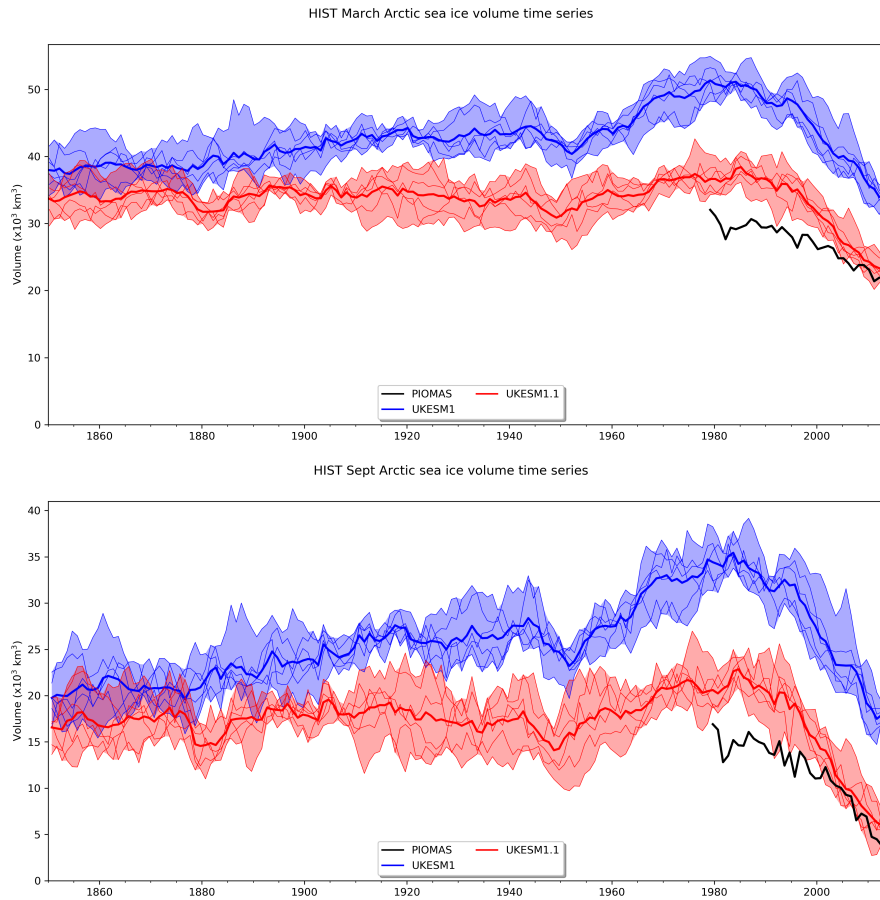 HIST March Arctic sea ice volume time series
Volume (x10³ km³)
50
40
30
20
10
0
PIOMAS UKESM1.1
UKESM1
1860 1880 1900 1920 1940 1960 1980 2000
HIST Sept Arctic sea ice volume time series
Volume (x10³ km³)
40
35
30
25
20
15
10
5
0
PIOMAS UKESM1.1
UKESM1
1860 1880 1900 1920 1940 1960 1980 2000